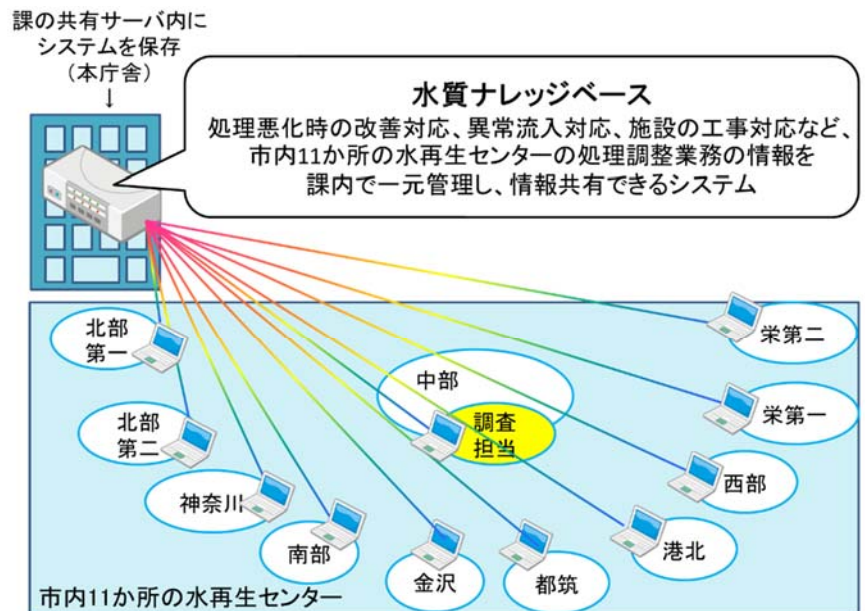 課の共有サーバ内に
システムを保存
（本庁舎）
↓
水質ナレッジベース
処理悪化時の改善対応、異常流入対応、施設の工事対応など、
市内11か所の水再生センターの処理調整業務の情報を
課内で一元管理し、情報共有できるシステム
北部
第一
栄第二
中部
調査
担当
栄第一
北部
第二
西部
神奈川
港北
南部
金沢
都筑
市内11か所の水再生センター